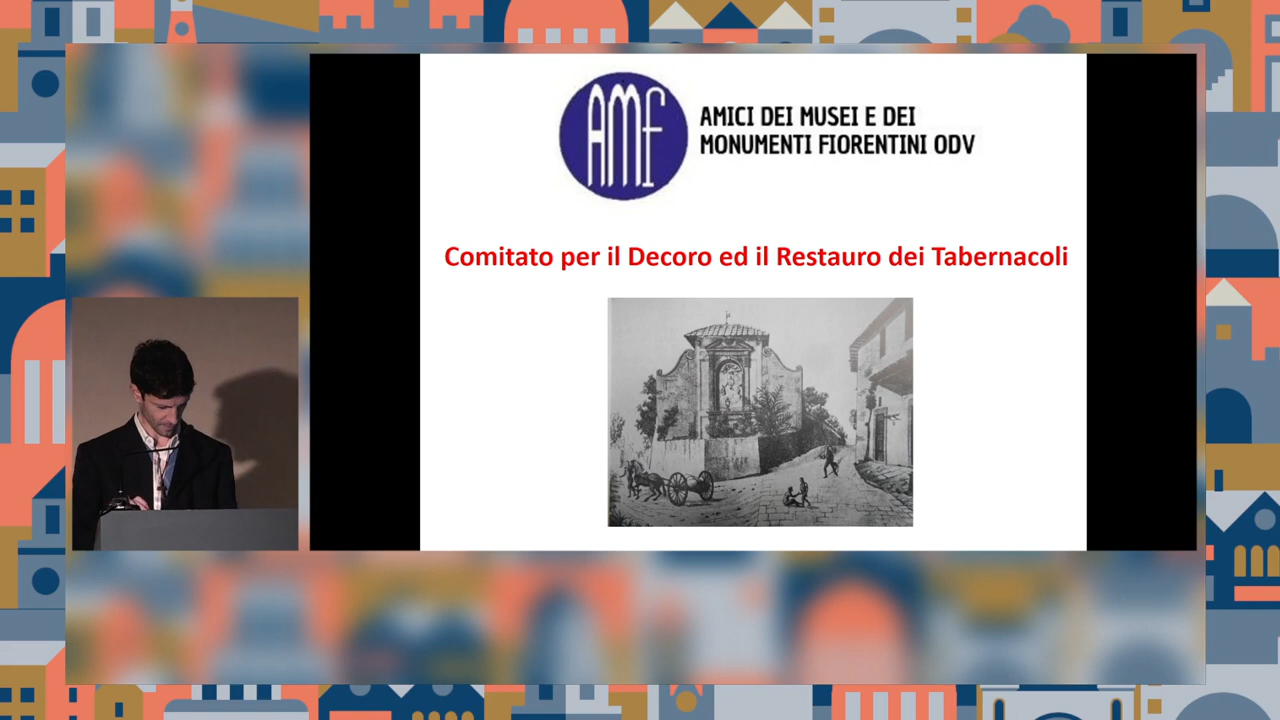 AMf
AMICI DEI MUSEI E DEI
MONUMENTI FIORENTINI ODV
Comitato per il Decoro ed il Restauro dei Tabernacoli